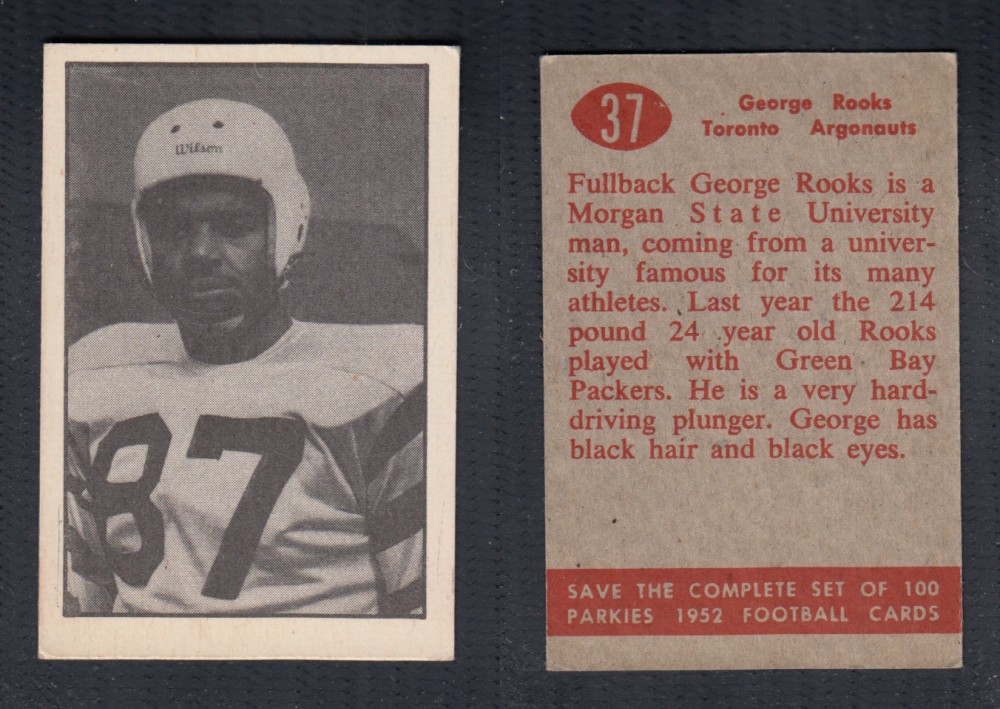 Wilson
87
37
George Rooks
Toronto Argonauts
Fullback George Rooks is a
Morgan State University
man, coming from a univer-
sity famous for its many
athletes. Last year the 214
pound 24 year old Rooks
played with Green Bay
Packers. He is a very hard-
driving plunger. George has
black hair and black eyes.
SAVE THE COMPLETE SET OF 100
PARKIES 1952 FOOTBALL CARDS